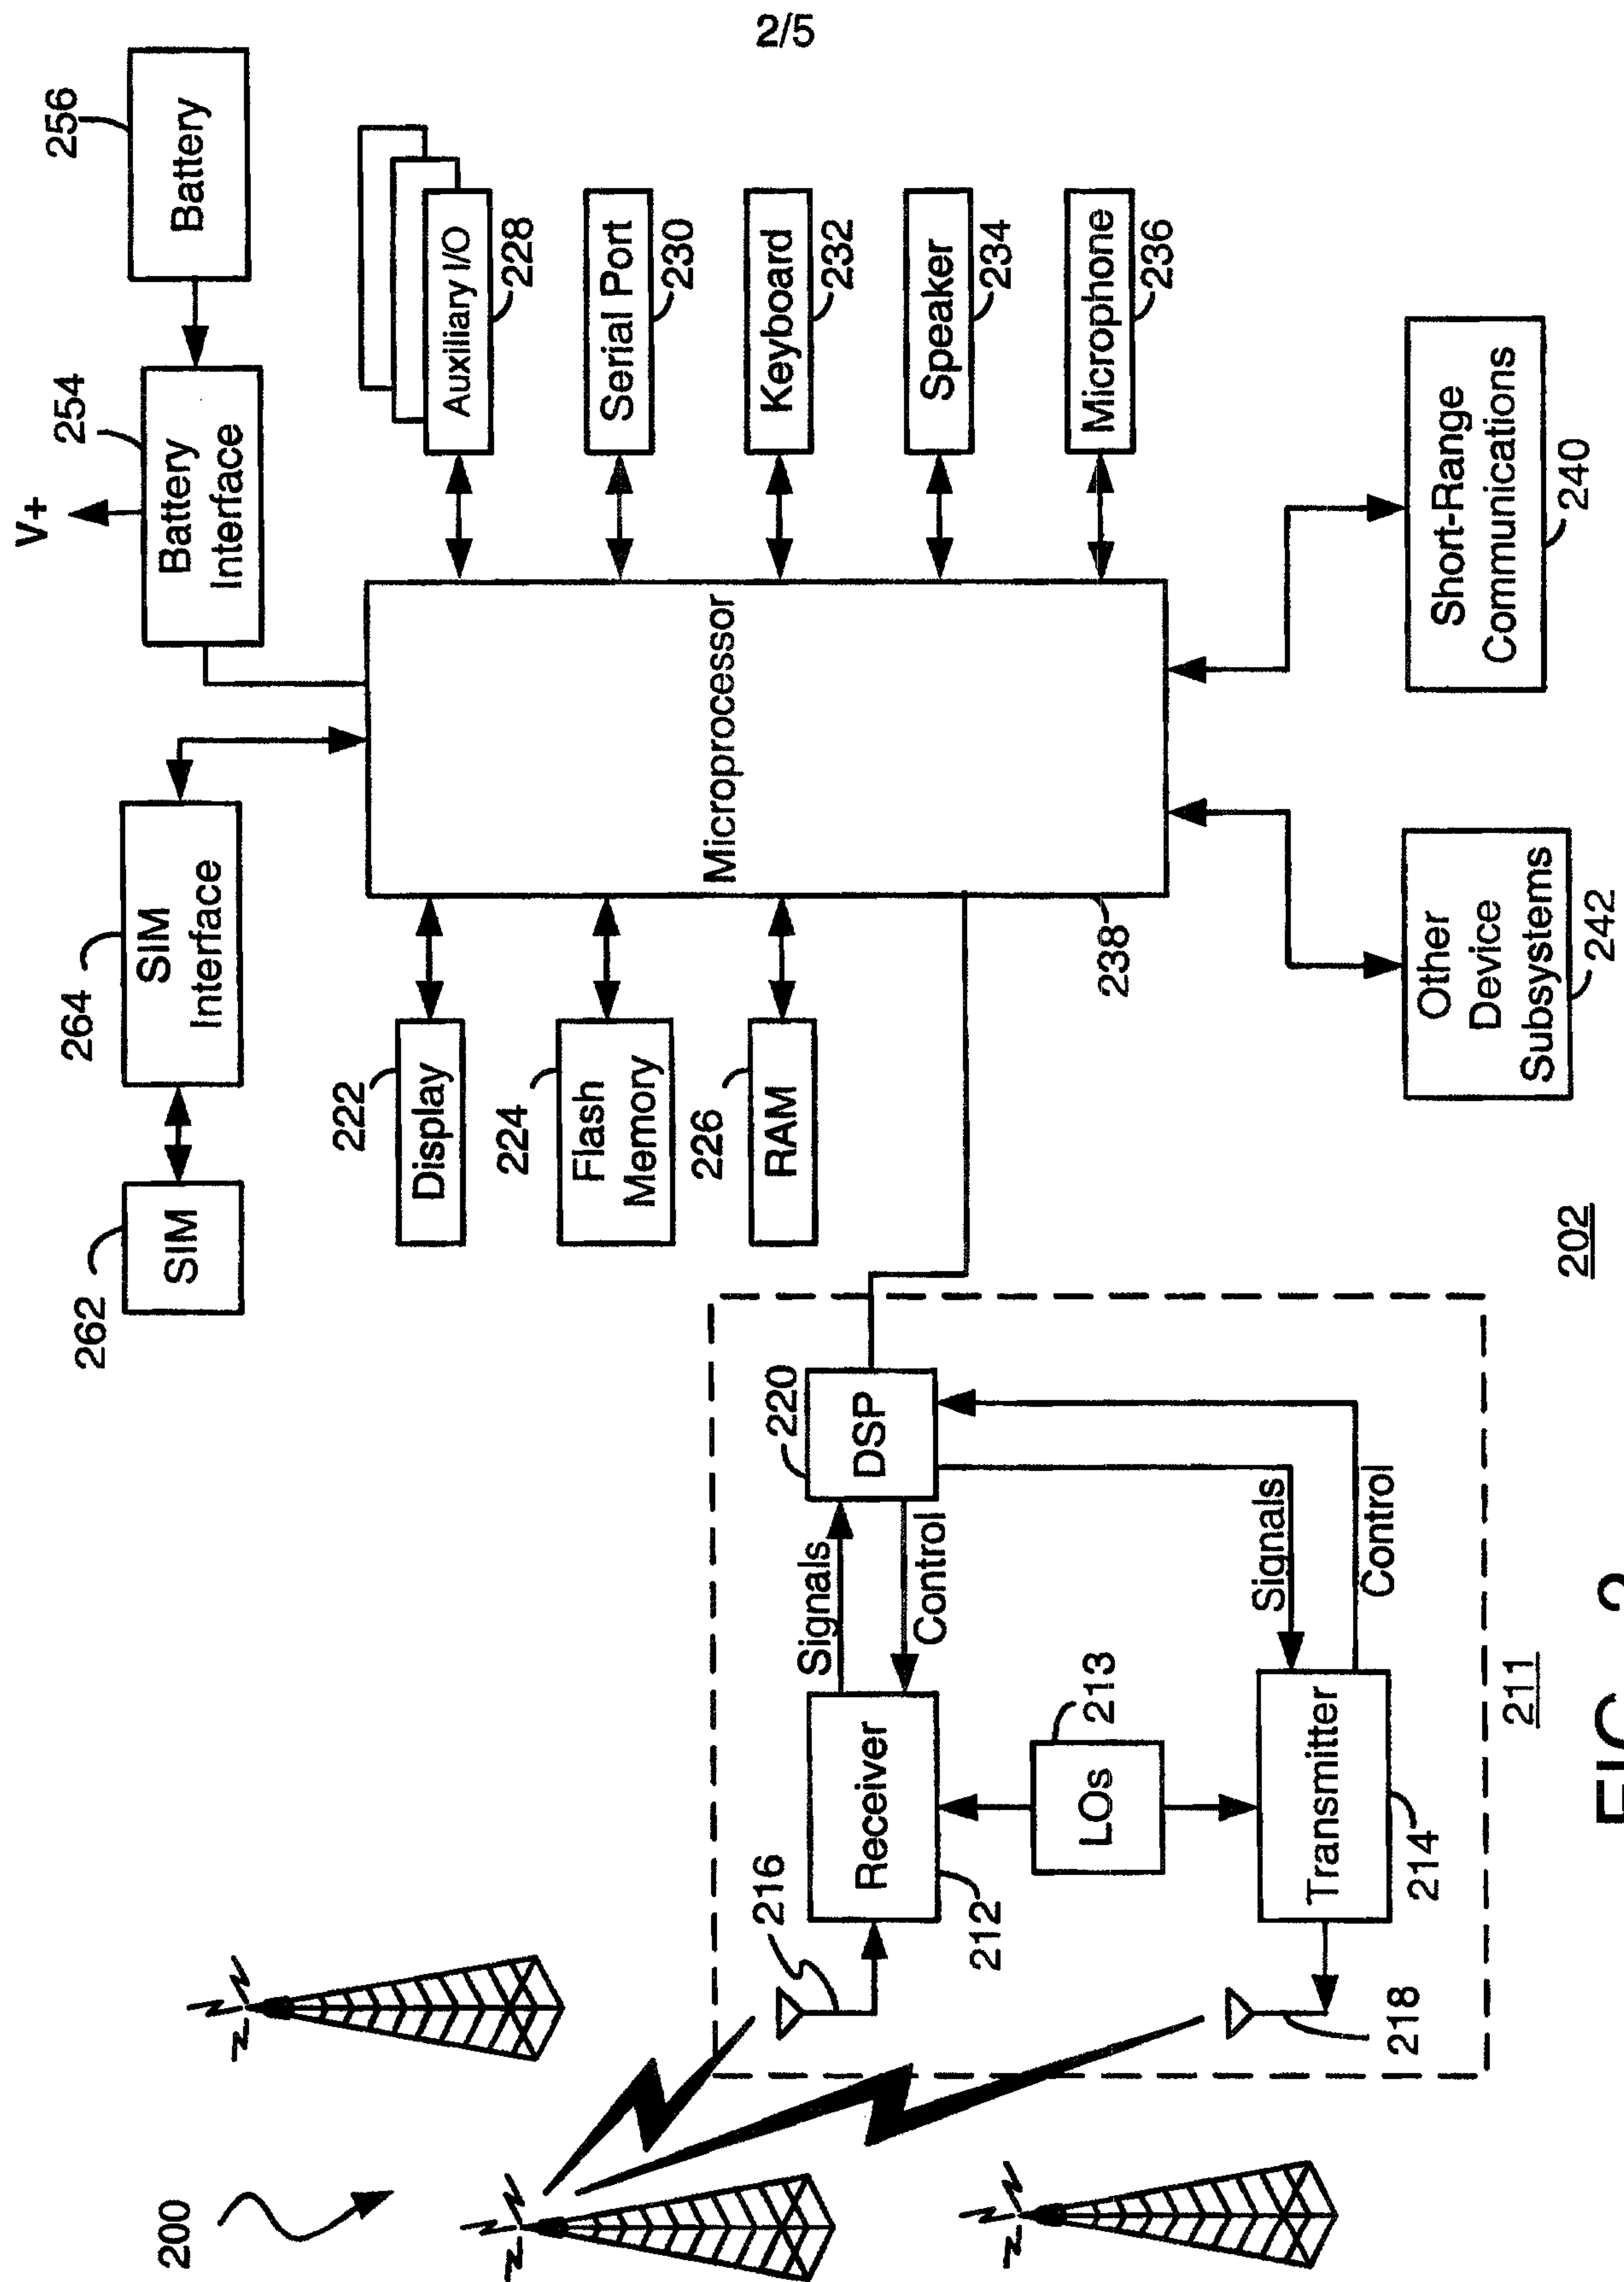 2/5
V+
254
256
Battery
Interface
Battery
262
264
SIM
SIM
Interface
222
Display
224
Flash
Memory
226
RAM
Microprocessor
238
Auxiliary I/O
228
Serial Port
230
Keyboard
232
Speaker
234
Microphone
236
Other
Device
Subsystems
242
Short-Range
Communications
240
202
200
216
Receiver
212
Signals
Control
220
DSP
213
LOs
Signals
Control
Transmitter
214
218
211